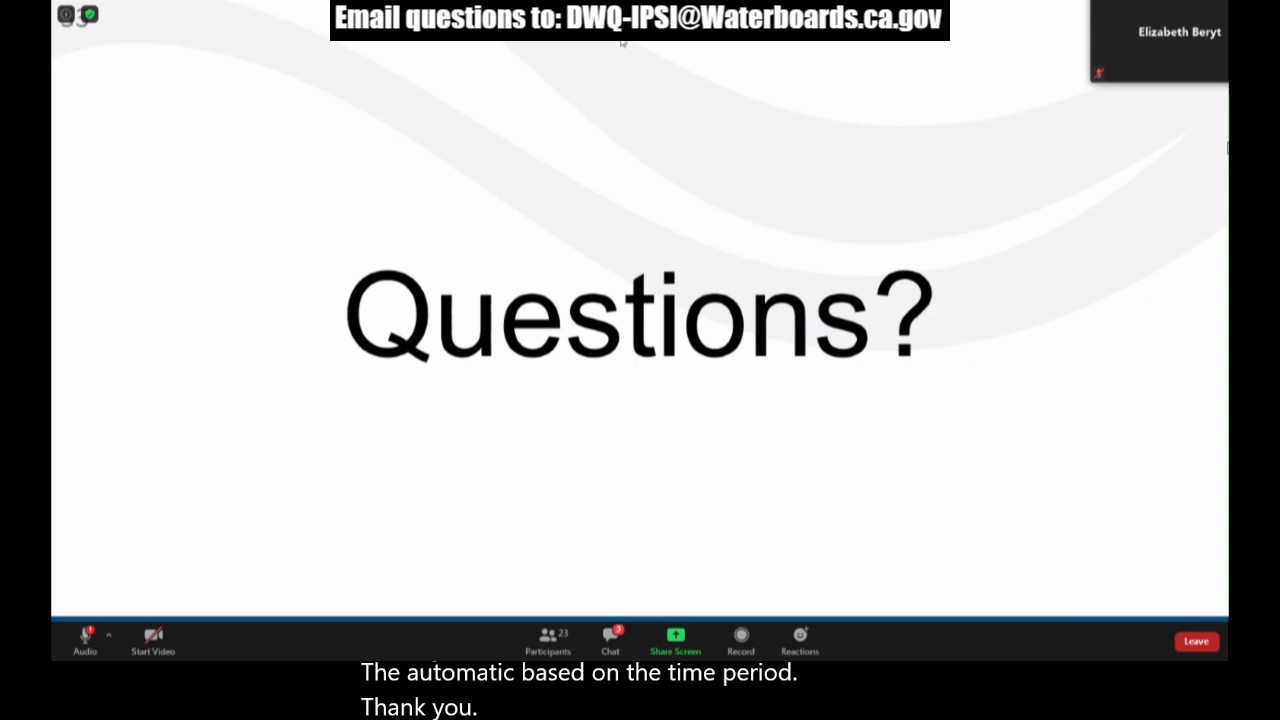 Email questions to: DWQ-IPSI@Waterboards.ca.gov
Elizabeth Beryt
Questions?
23
3
Audio
Start Video
Participants
Chat
Share Screen
Record
Reactions
Leave
The automatic based on the time period.
Thank you.